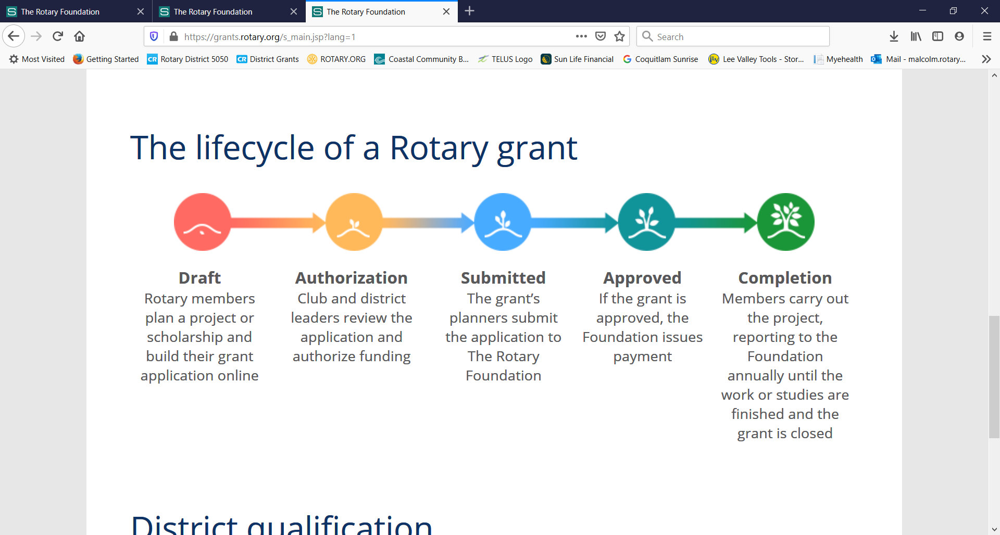 The Rotary Foundation
The Rotary Foundation
The Rotary Foundation
https://grants.rotary.org/s_main.jsp?lang=1
Search
Most Visited
Getting Started
CR Rotary District 5050
CR District Grants
ROTARY.ORG
Coastal Community B...
TELUS Logo
Sun Life Financial
G Coquitlam Sunrise
Lee Valley Tools - Stor...
Myehealth
Mail - malcolm.rotary...
The lifecycle of a Rotary grant
Draft
Rotary members
plan a project or
scholarship and
build their grant
application online
Authorization
Club and district
leaders review the
application and
authorize funding
Submitted
The grant’s
planners submit
the application to
The Rotary
Foundation
Approved
If the grant is
approved, the
Foundation issues
payment
Completion
Members carry out
the project,
reporting to the
Foundation
annually until the
work or studies are
finished and the
grant is closed
District qualification